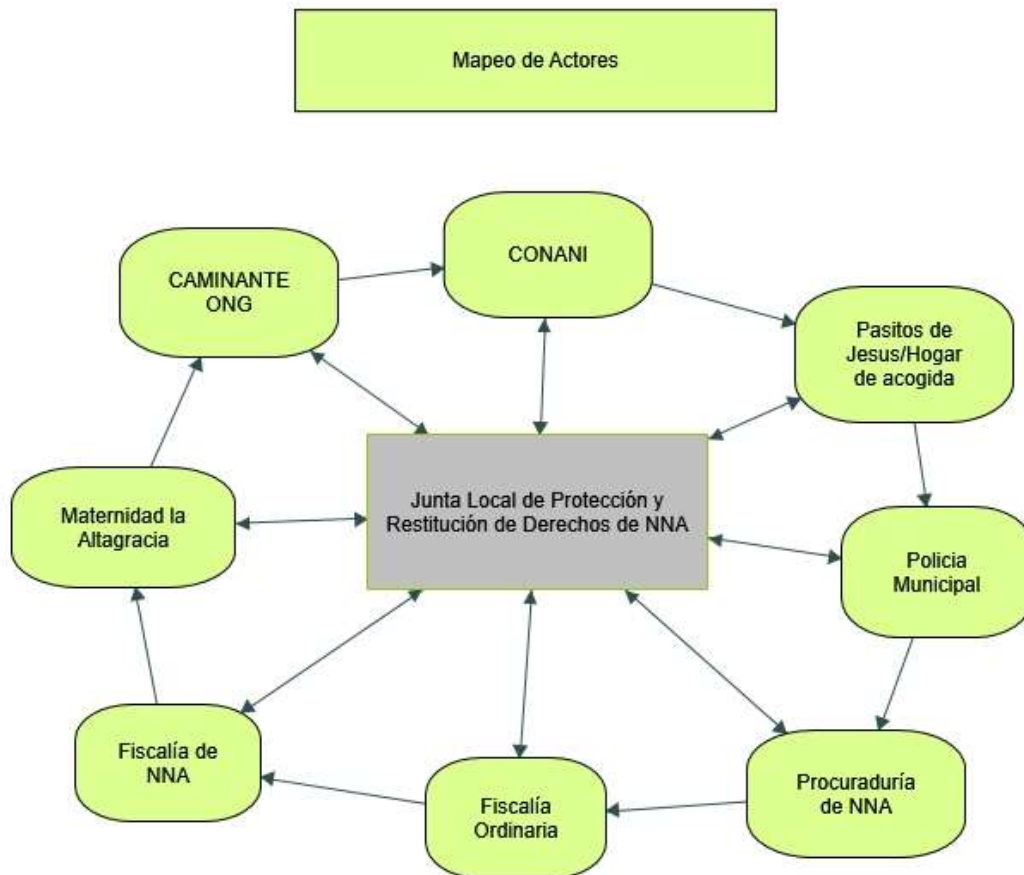 Mapeo de Actores
CONANI
CAMINANTE
ONG
Pasitos de
Jesus/Hogar
de acogida
Junta Local de Protección y
Restitución de Derechos de NNA
Maternidad la
Altagracia
Policia
Municipal
Fiscalía de
NNA
Fiscalía
Ordinaria
Procuraduría
de NNA